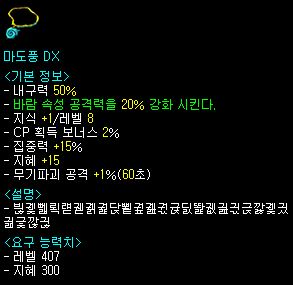 마도풍 DX
<기본 정보>
- 내구력 50%
- 바람 속성 공격력을 20% 강화 시킨다.
- 지식 +1/레벨 8
- CP 획득 보너스 2%
- 집중력 +15%
- 지혜 +15
- 무기파괴 공격 +1%(60초)
<설명>
<요구 능력치>
- 레벨 407
- 지혜 300